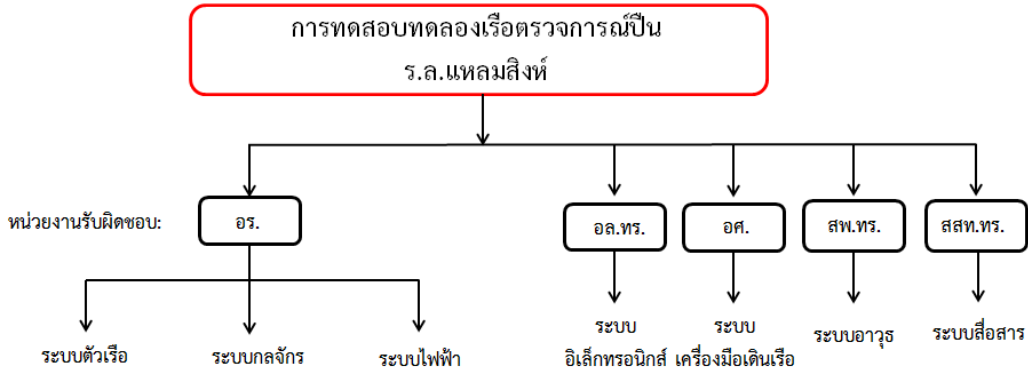 การทดสอบทดลองเรือตรวจการณ์ปืน
ร.ล.แหลมสิงห์
หน่วยงานรับผิดชอบ:
อร.
อล.ทร.
อศ.
สพ.ทร.
สสท.ทร.
ระบบตัวเรือ
ระบบกลจักร
ระบบไฟฟ้า
ระบบ
อิเล็กทรอนิกส์
ระบบ
เครื่องมือเดินเรือ
ระบบอาวุธ
ระบบสื่อสาร